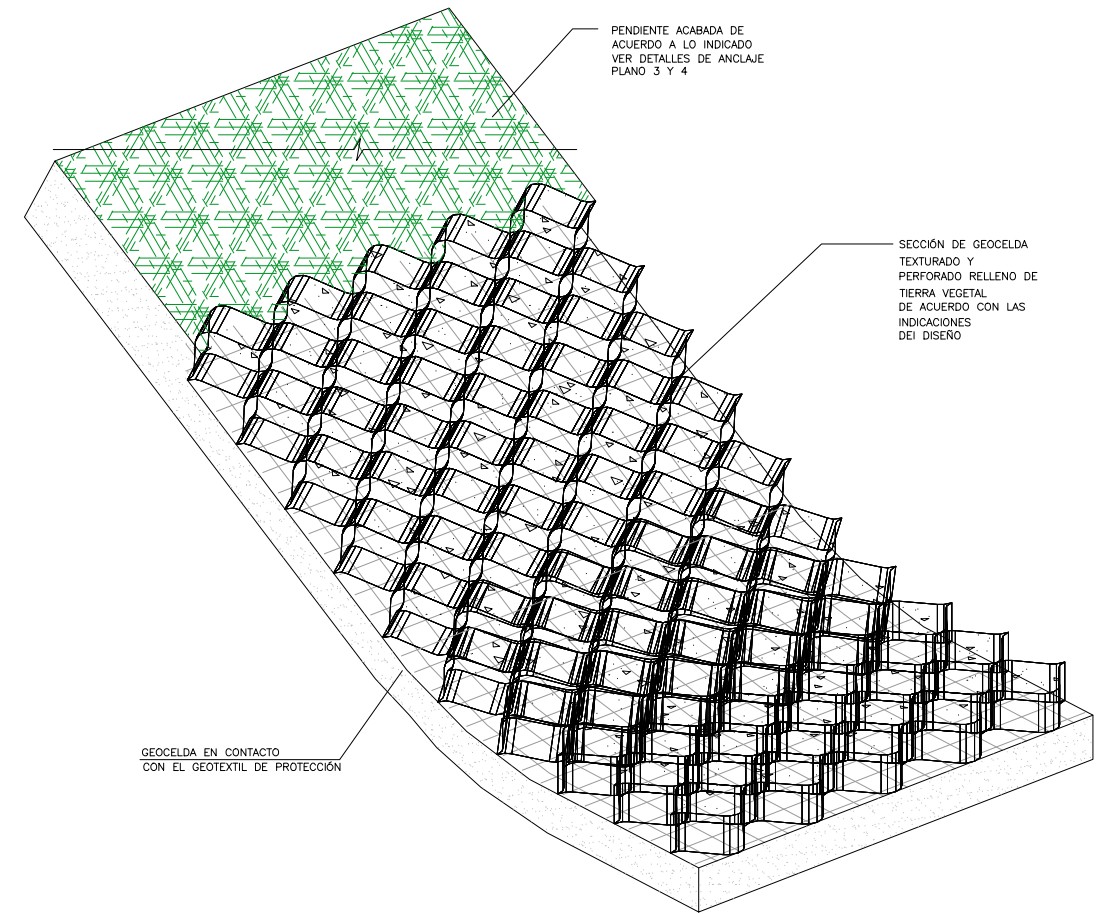 PENDIENTE ACABADA DE
ACUERDO A LO INDICADO
VER DETALLES DE ANCLAJE
PLANO 3 Y 4
SECCIÓN DE GEOCELDA
TEXTURADO Y
PERFORADO RELLENO DE
TIERRA VEGETAL
DE ACUERDO CON LAS
INDICACIONES
DEI DISEÑO
GEOCELDA EN CONTACTO
CON EL GEOTEXTIL DE PROTECCIÓN